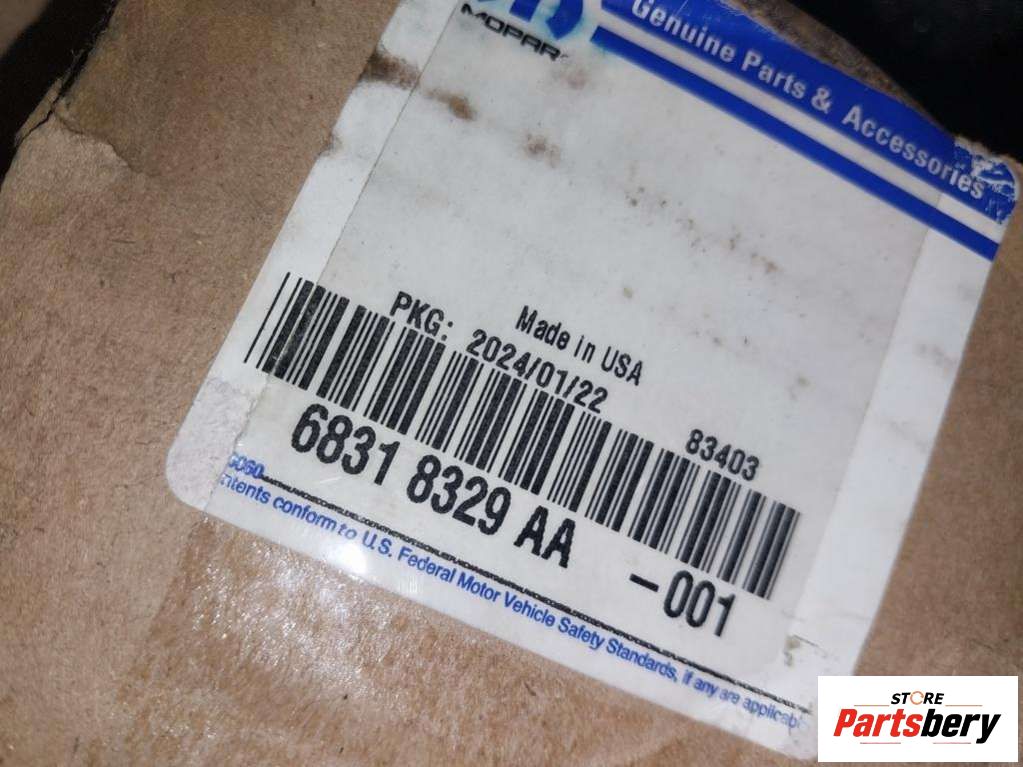 MOPAR
Genuine Parts & Accessories
Made in USA
PKG: 2024/01/22
83403
6831 8329 AA
-001
contents conform to U.S. Federal Motor Vehicle Safety Standards, if any are applicable
STORE
Partsbery